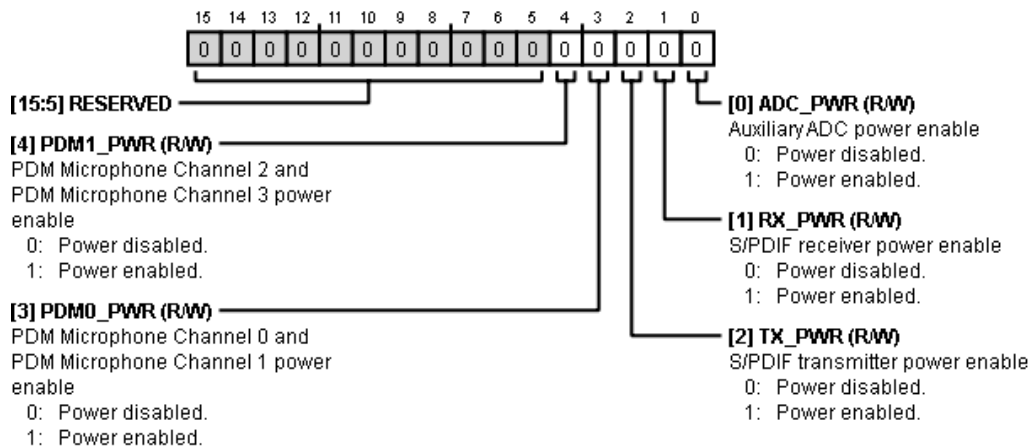 15 14 13 12 11 10 9 8 7 6 5 4 3 2 1 0
0 0 0 0 0 0 0 0 0 0 0 0 0 0 0 0
[15:5] RESERVED
[4] PDM1_PWR (R/W)
PDM Microphone Channel 2 and
PDM Microphone Channel 3 power
enable
0: Power disabled.
1: Power enabled.
[3] PDM0_PWR (R/W)
PDM Microphone Channel 0 and
PDM Microphone Channel 1 power
enable
0: Power disabled.
1: Power enabled.
[0] ADC_PWR (R/W)
Auxiliary ADC power enable
0: Power disabled.
1: Power enabled.
[1] RX_PWR (R/W)
S/PDIF receiver power enable
0: Power disabled.
1: Power enabled.
[2] TX_PWR (R/W)
S/PDIF transmitter power enable
0: Power disabled.
1: Power enabled.